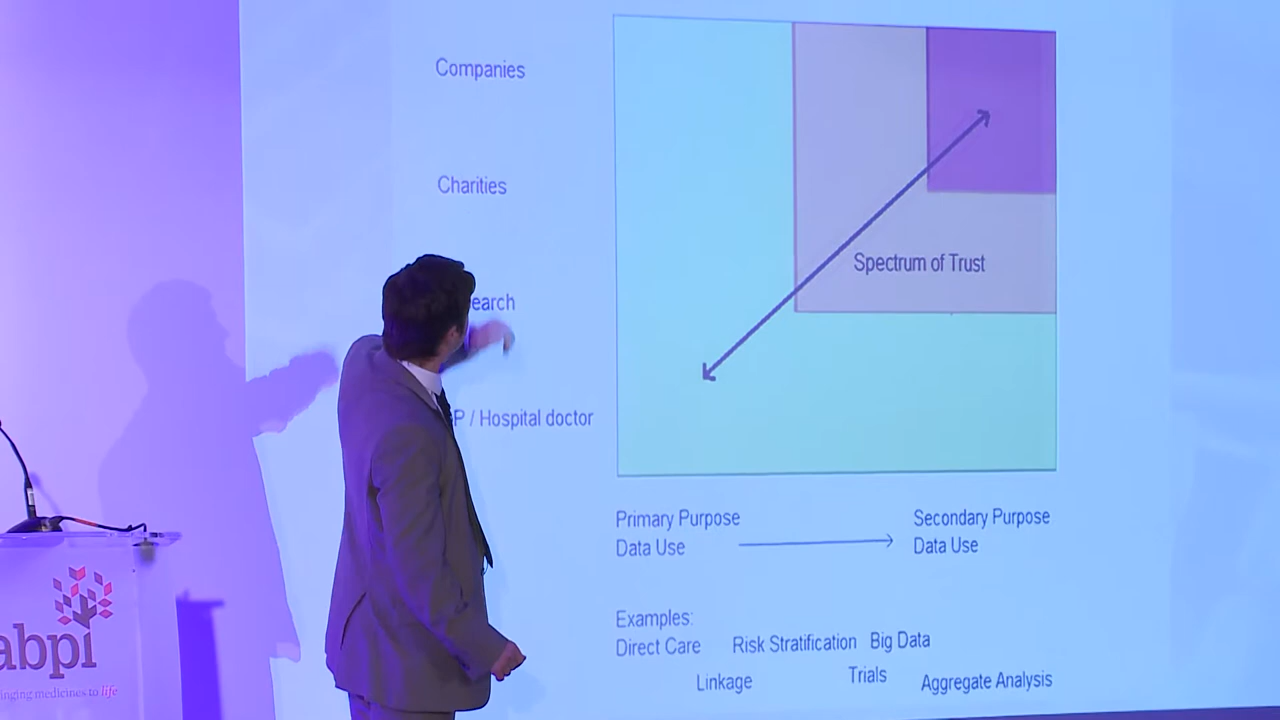 Companies
Charities
earch
P / Hospital doctor
Spectrum of Trust
Primary Purpose
Data Use
Secondary Purpose
Data Use
Examples:
Direct Care
Risk Stratification
Big Data
Linkage
Trials
Aggregate Analysis
abpi
inging medicines to life